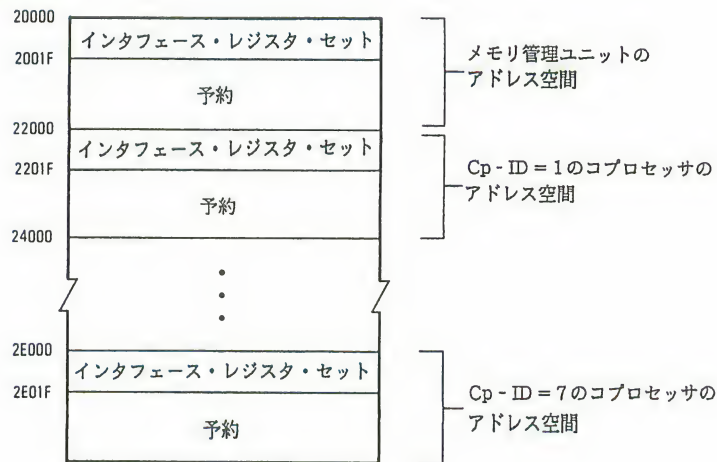 20000
インタフェース・レジスタ・セット
2001F
予約
メモリ管理ユニットの
アドレス空間
22000
インタフェース・レジスタ・セット
2201F
予約
Cp - ID = 1のコプロセッサの
アドレス空間
24000
2E000
インタフェース・レジスタ・セット
2E01F
予約
Cp - ID = 7のコプロセッサの
アドレス空間